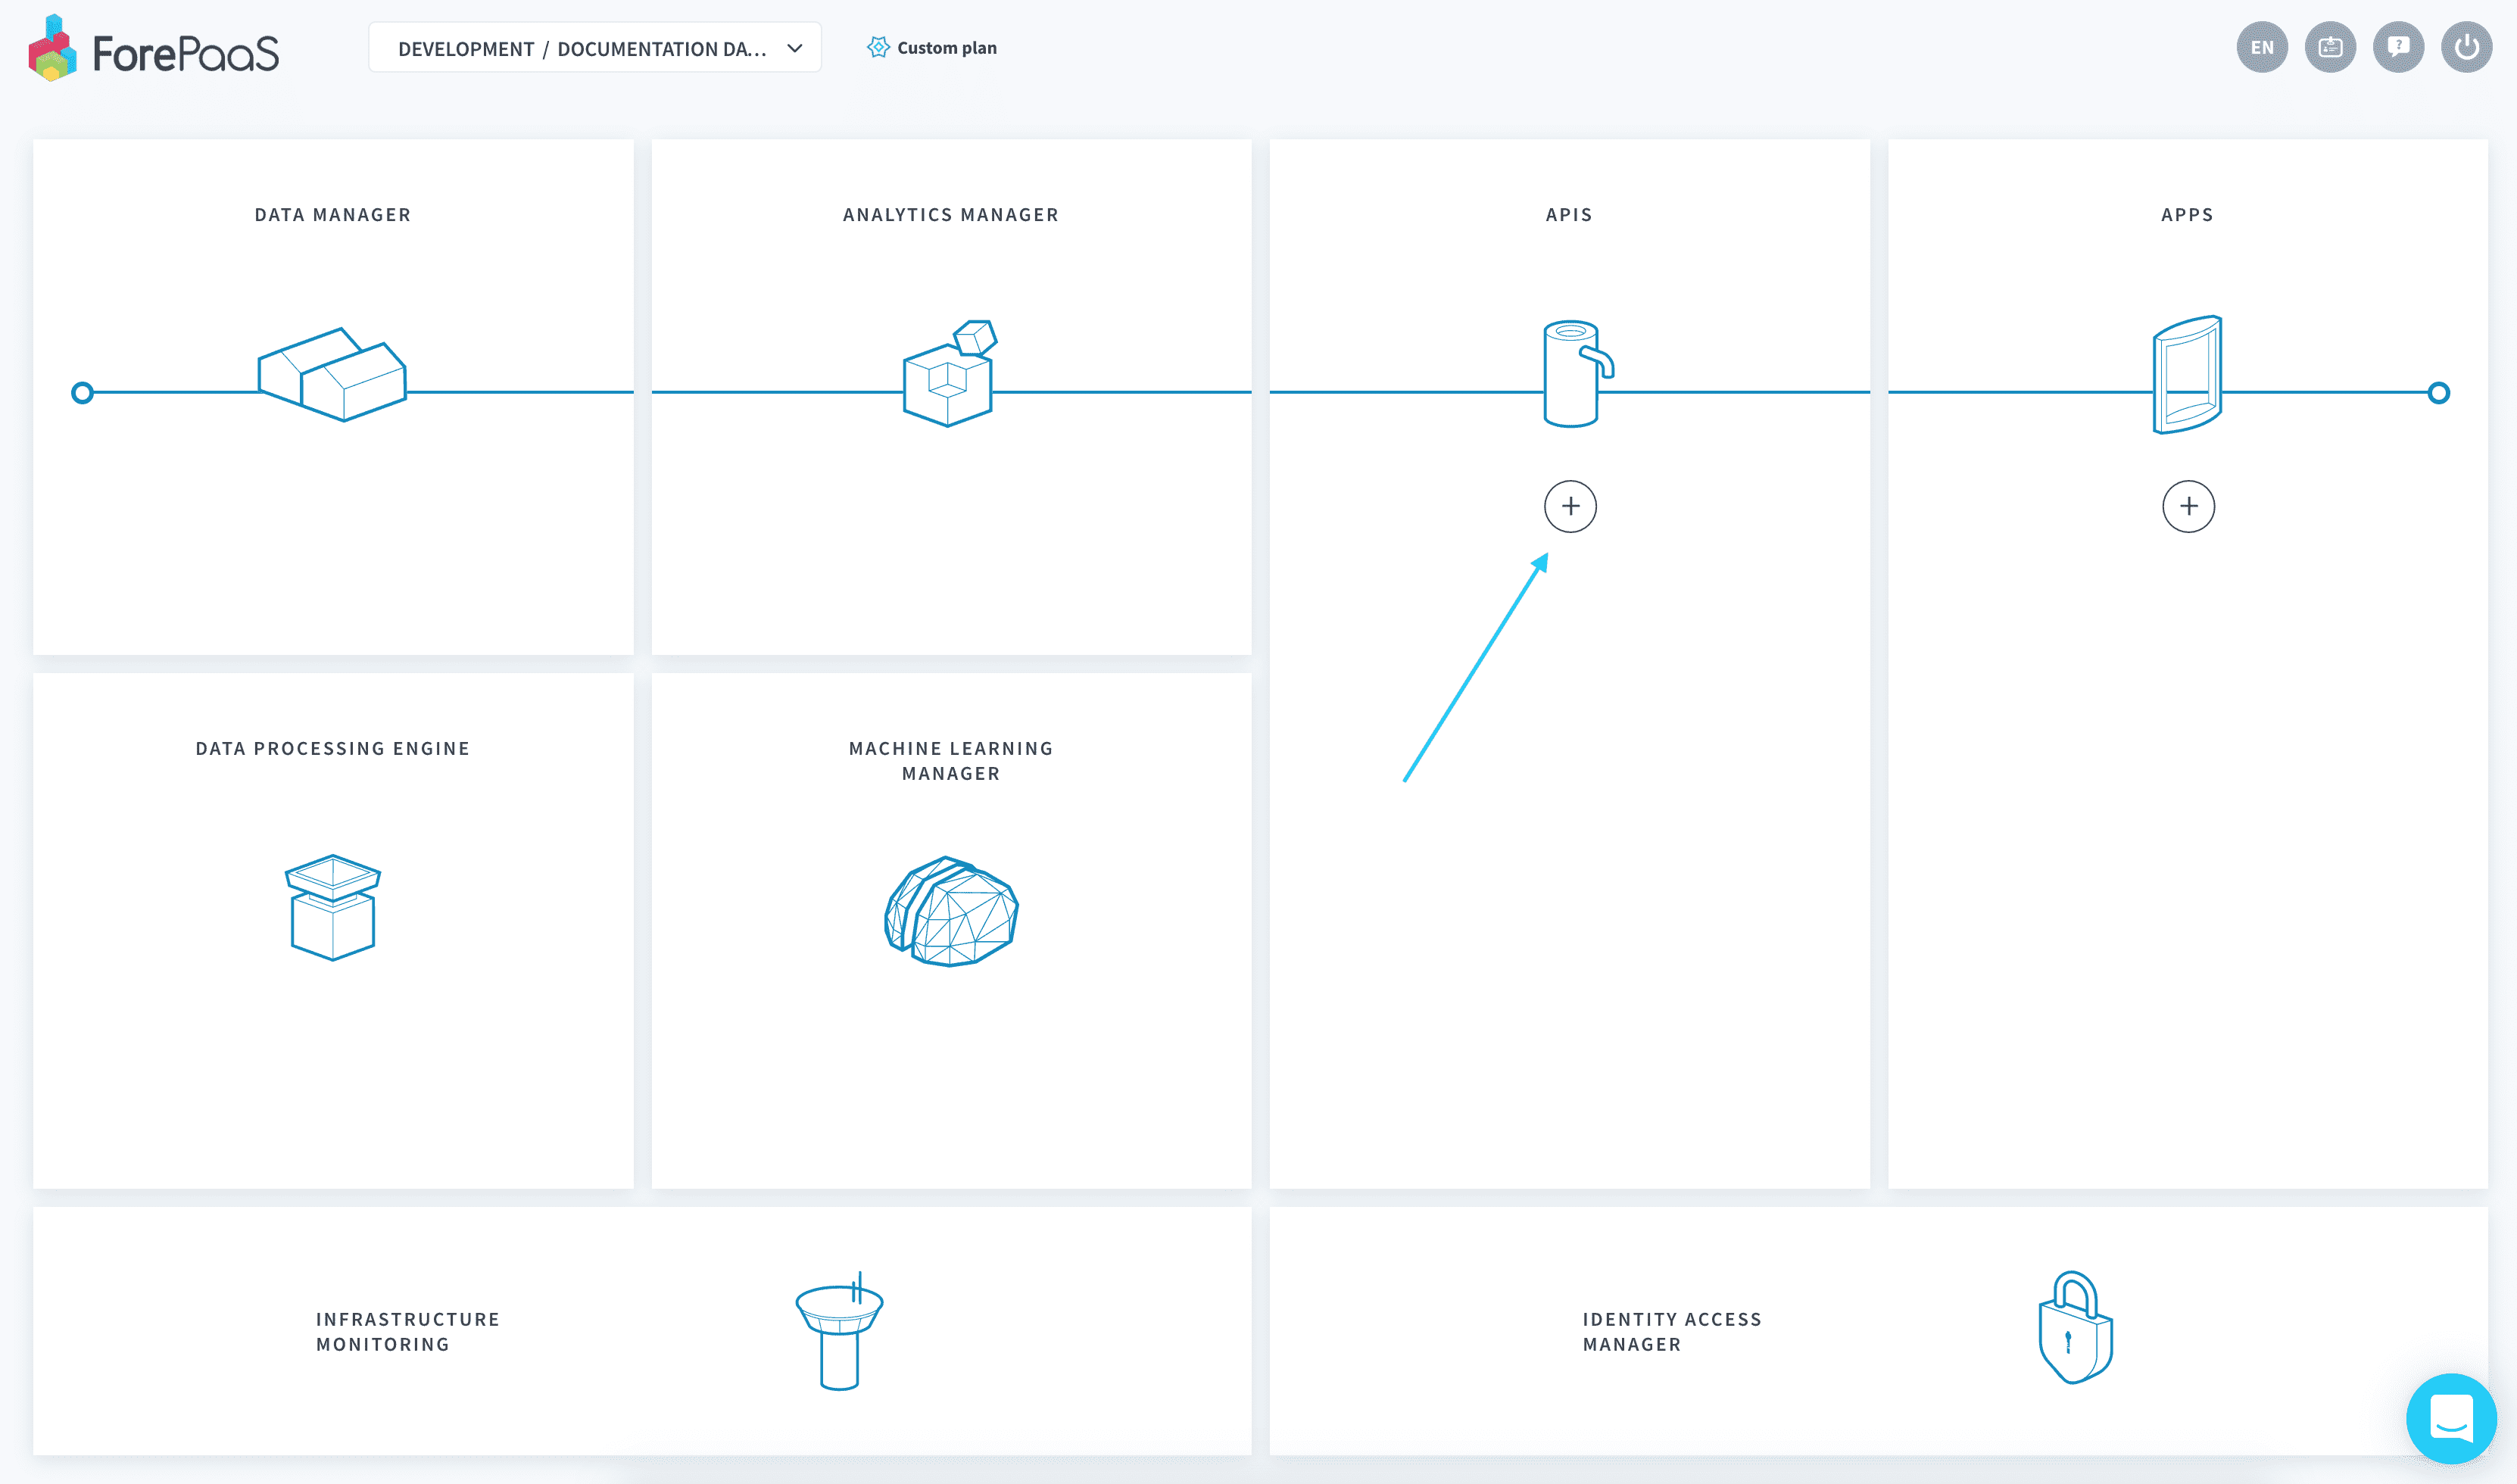 ForePaaS
DEVELOPMENT / DOCUMENTATION DA...
Custom plan
EN
?
DATA MANAGER
ANALYTICS MANAGER
APIS
APPS
DATA PROCESSING ENGINE
MACHINE LEARNING
MANAGER
INFRASTRUCTURE
MONITORING
IDENTITY ACCESS
MANAGER